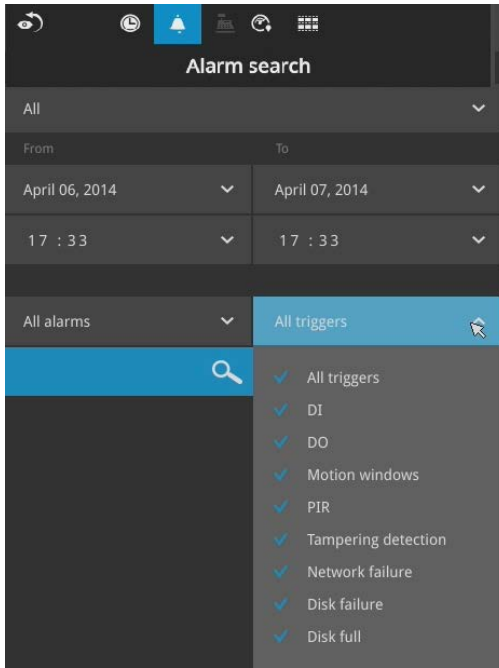 Alarm search
All
From To
April 06, 2014 April 07, 2014
17 : 33 17 : 33
All alarms All triggers
All triggers
DI
DO
Motion windows
PIR
Tampering detection
Network failure
Disk failure
Disk full